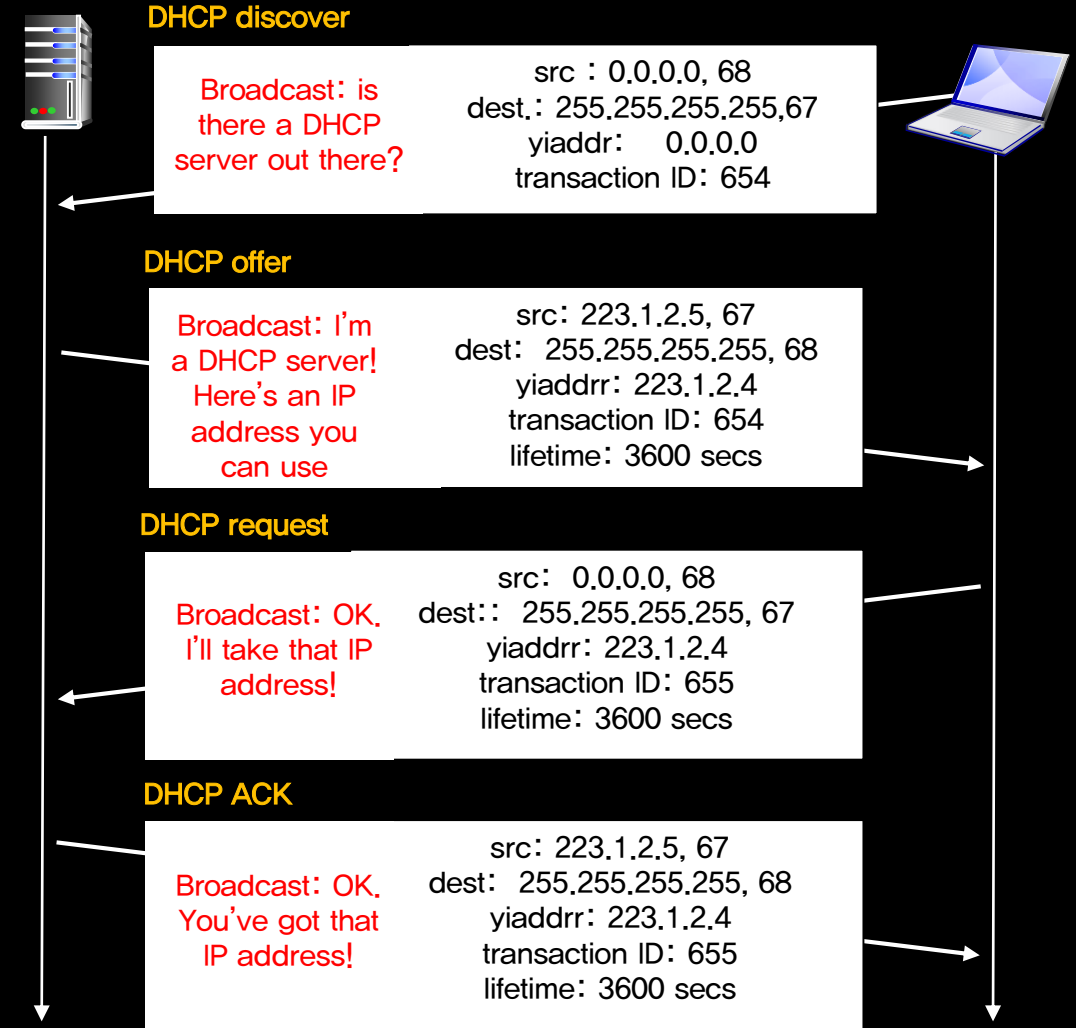 DHCP discover
Broadcast: is
there a DHCP
server out there?
src : 0.0.0.0, 68
dest.: 255.255.255.255,67
yiaddr: 0.0.0.0
transaction ID: 654
DHCP offer
Broadcast: I'm
a DHCP server!
Here's an IP
address you
can use
src: 223.1.2.5, 67
dest: 255.255.255.255, 68
yiaddrr: 223.1.2.4
transaction ID: 654
lifetime: 3600 secs
DHCP request
Broadcast: OK.
I'll take that IP
address!
src: 0.0.0.0, 68
dest:: 255.255.255.255, 67
yiaddrr: 223.1.2.4
transaction ID: 655
lifetime: 3600 secs
DHCP ACK
Broadcast: OK.
You've got that
IP address!
src: 223.1.2.5, 67
dest: 255.255.255.255, 68
yiaddrr: 223.1.2.4
transaction ID: 655
lifetime: 3600 secs